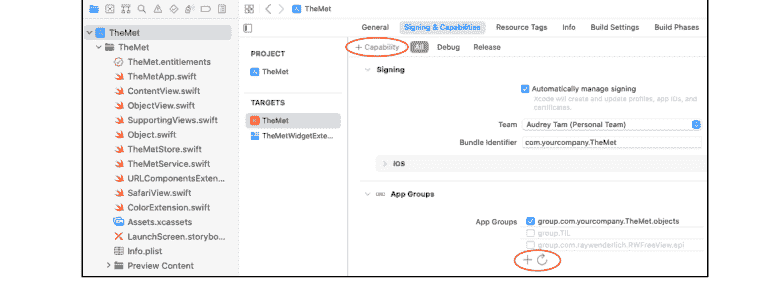 TheMet
TheMet
General Signing & Capabilities Resource Tags Info Build Settings Build Phases
+ Capability All Debug Release
TheMet
TheMet.entitlements
TheMetApp.swift
ContentView.swift
ObjectView.swift
SupportingViews.swift
Object.swift
TheMetStore.swift
TheMetService.swift
URLComponentsExten...
SafariView.swift
ColorExtension.swift
Assets.xcassets
LaunchScreen.storybo...
Info.plist
Preview Content
PROJECT
TheMet
TARGETS
TheMet
TheMetWidgetExte...
Signing
Automatically manage signing
Xcode will create and update profiles, app IDs, and
certificates.
Team Audrey Tam (Personal Team)
Bundle Identifier com.yourcompany.TheMet
iOS
App Groups
App Groups group.com.yourcompany.TheMet.objects
group.TIL
group.com.raywenderlich.RWFreeView.epi